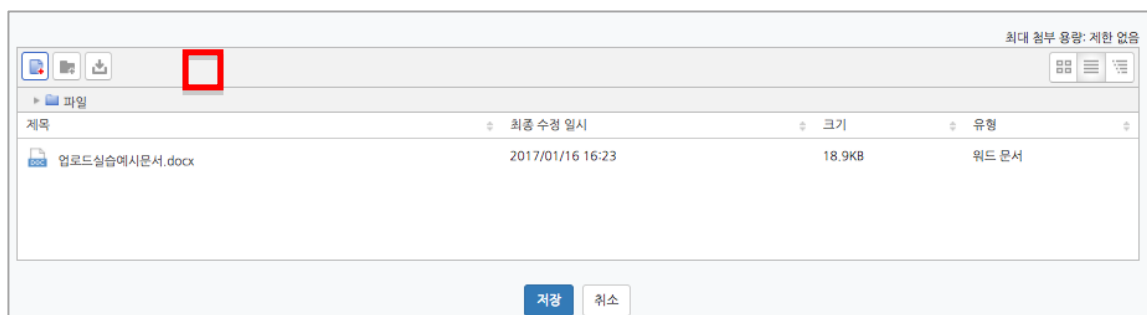 최대 첨부 용량: 제한 없음
파일
제목 최종 수정 일시 크기 유형
DOC 업로드실습예시문서.docx 2017/01/16 16:23 18.9KB 워드 문서
저장 취소